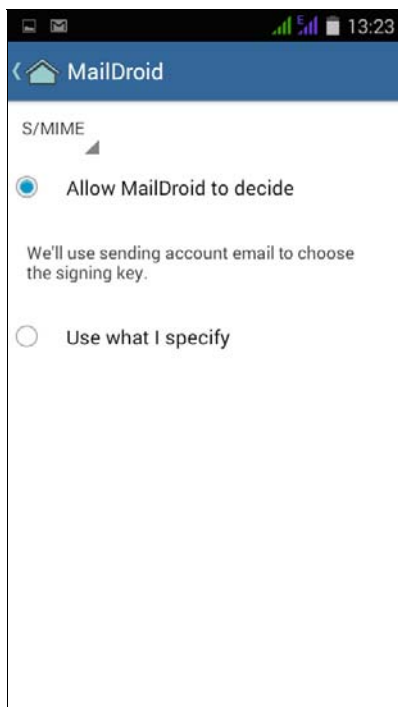 E 13:23
MailDroid
S/MIME
Allow MailDroid to decide
We'll use sending account email to choose
the signing key.
Use what I specify